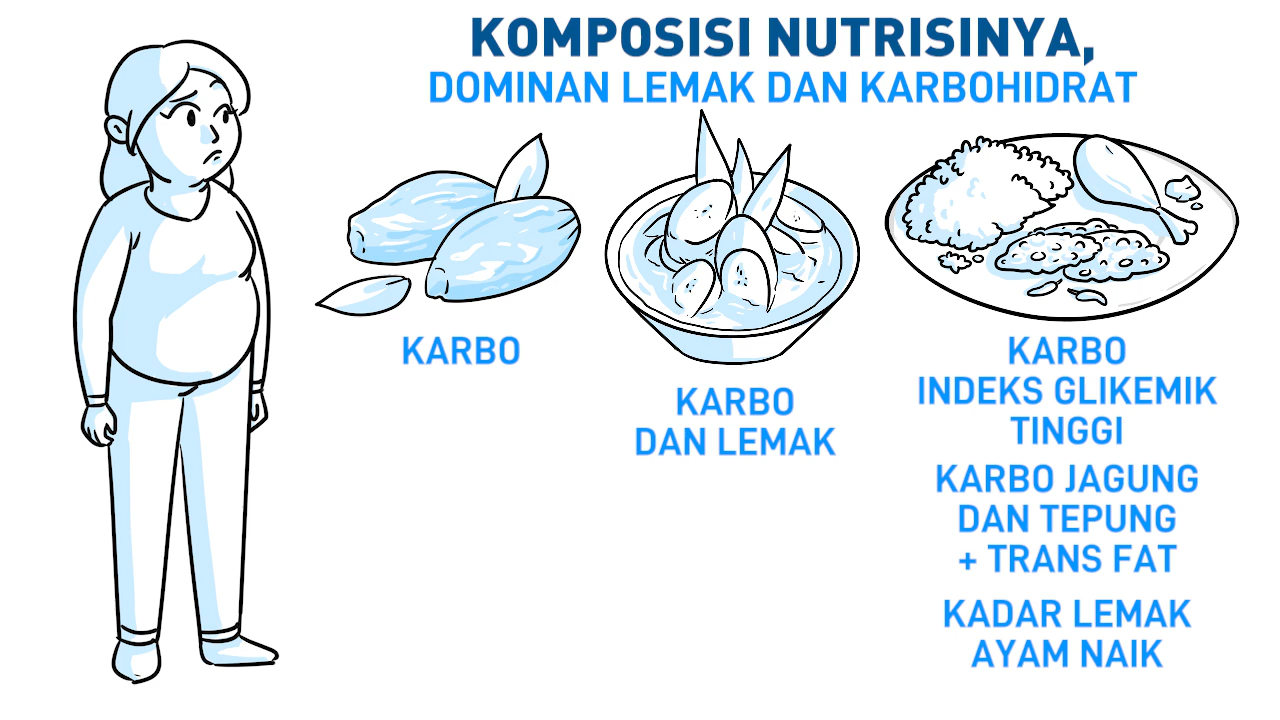 KOMPOSISI NUTRISINYA,
DOMINAN LEMAK DAN KARBOHIDRAT
KARBO
KARBO
DAN LEMAK
KARBO
INDEKS GLIKEMIK
TINGGI
KARBO JAGUNG
DAN TEPUNG
+ TRANS FAT
KADAR LEMAK
AYAM NAIK